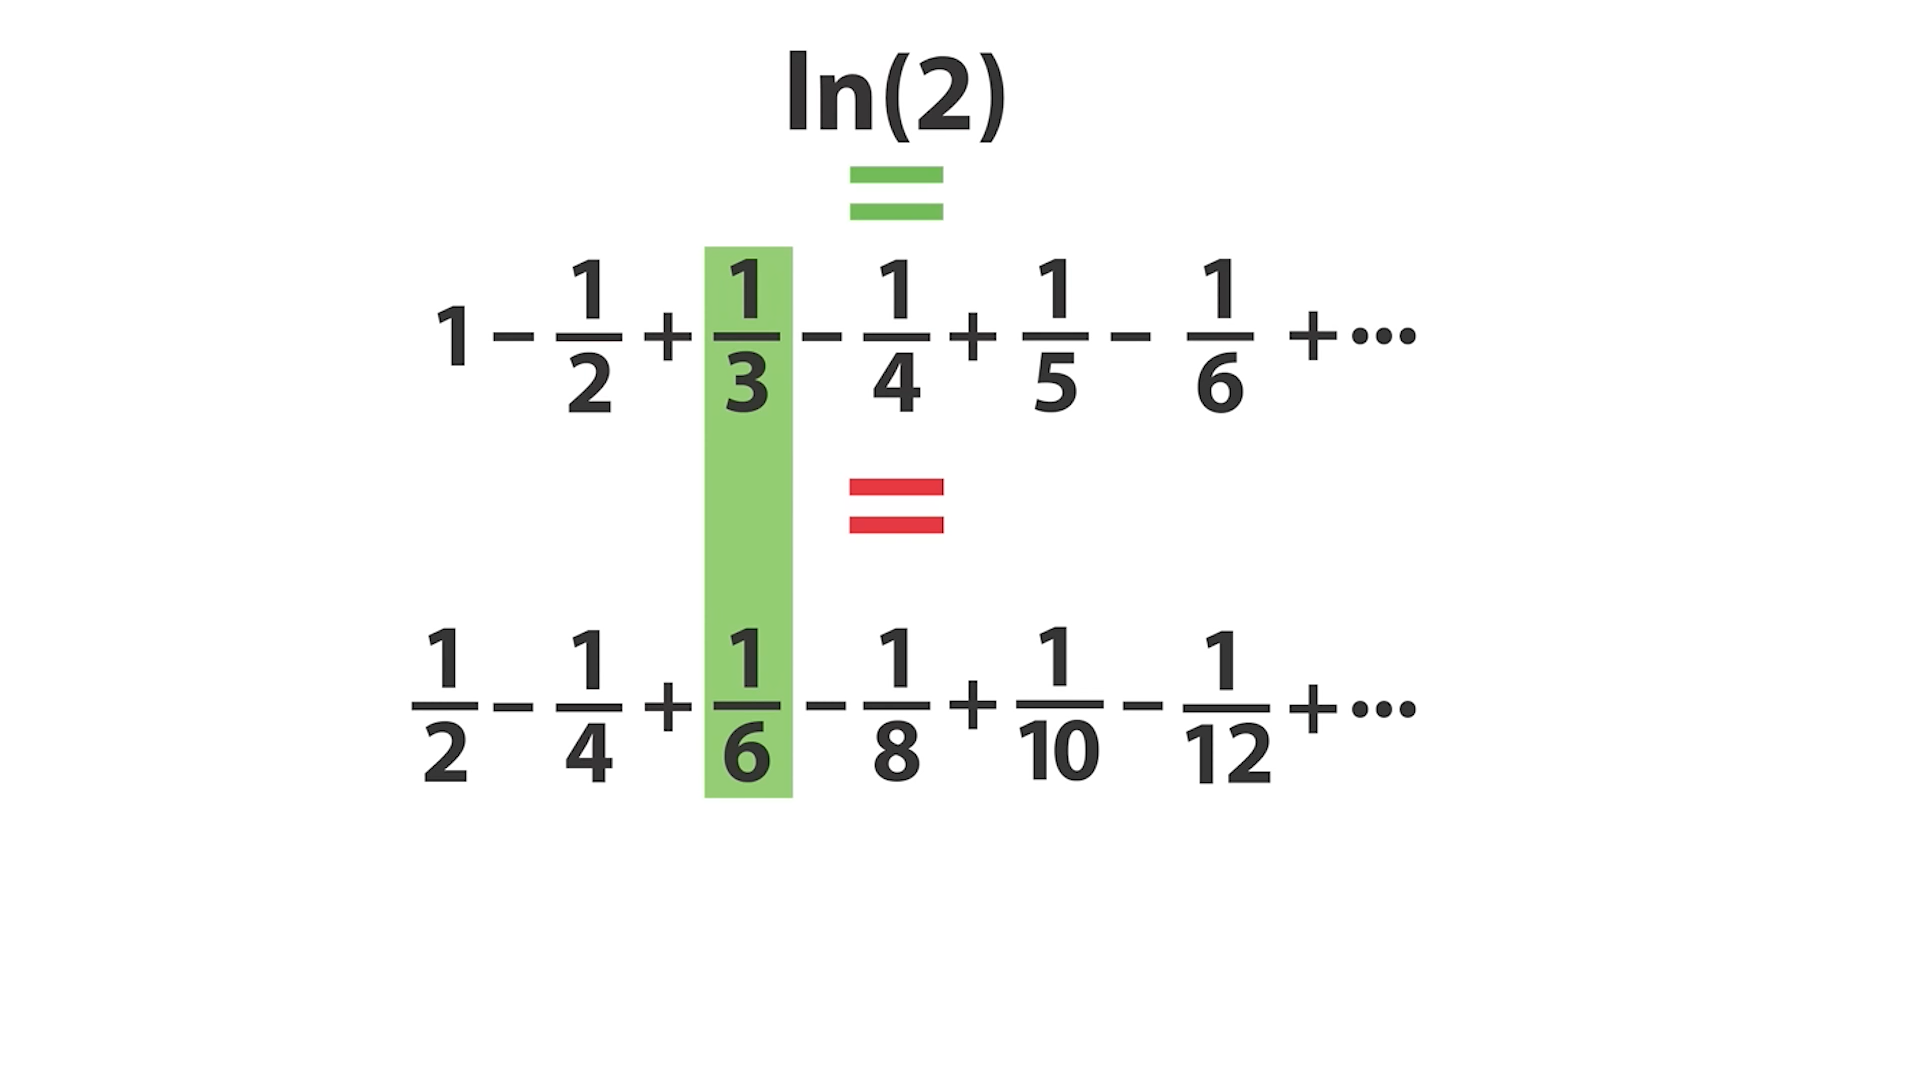 ln(2)
=
1 − 1/2 + 1/3 − 1/4 + 1/5 − 1/6 + ⋯
=
1/2 − 1/4 + 1/6 − 1/8 + 1/10 − 1/12 + ⋯